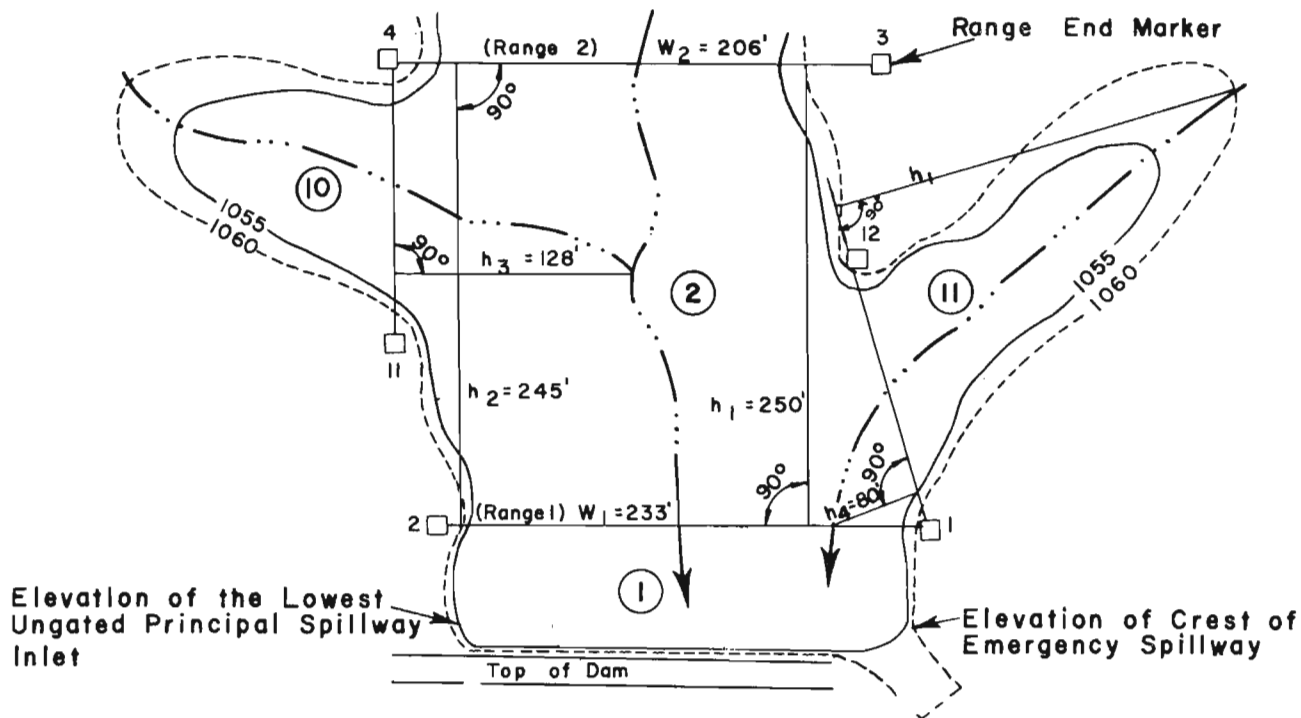 4
(Range 2)
W2 = 206'
3
Range End Marker
90°
10
1055
1060
90°
h3 = 128'
2
h1
90°
12
11
1055
1060
11
h2 = 245'
h1 = 250'
90°
90°
h4=80'
2
(Range 1) W1 = 233'
1
1
Elevation of the Lowest
Ungated Principal Spillway
Inlet
Elevation of Crest of
Emergency Spillway
Top of Dam